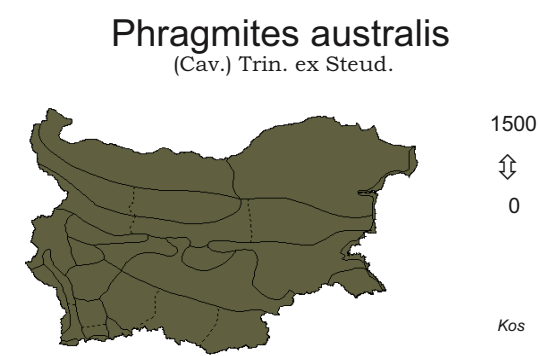 Phragmites australis
(Cav.) Trin. ex Steud.
1500
⇕
0
Kos